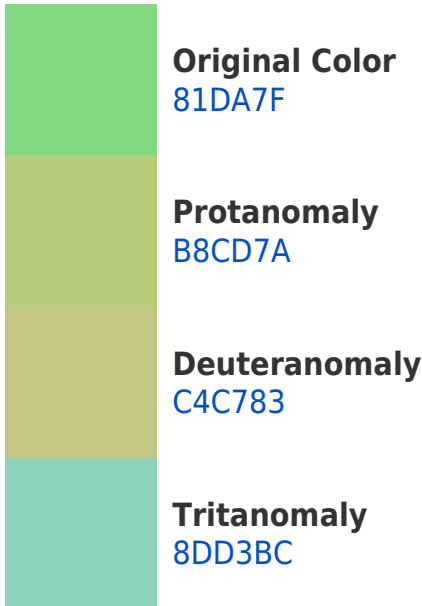 Original Color
81DA7F
Protanomaly
B8CD7A
Deuteranomaly
C4C783
Tritanomaly
8DD3BC